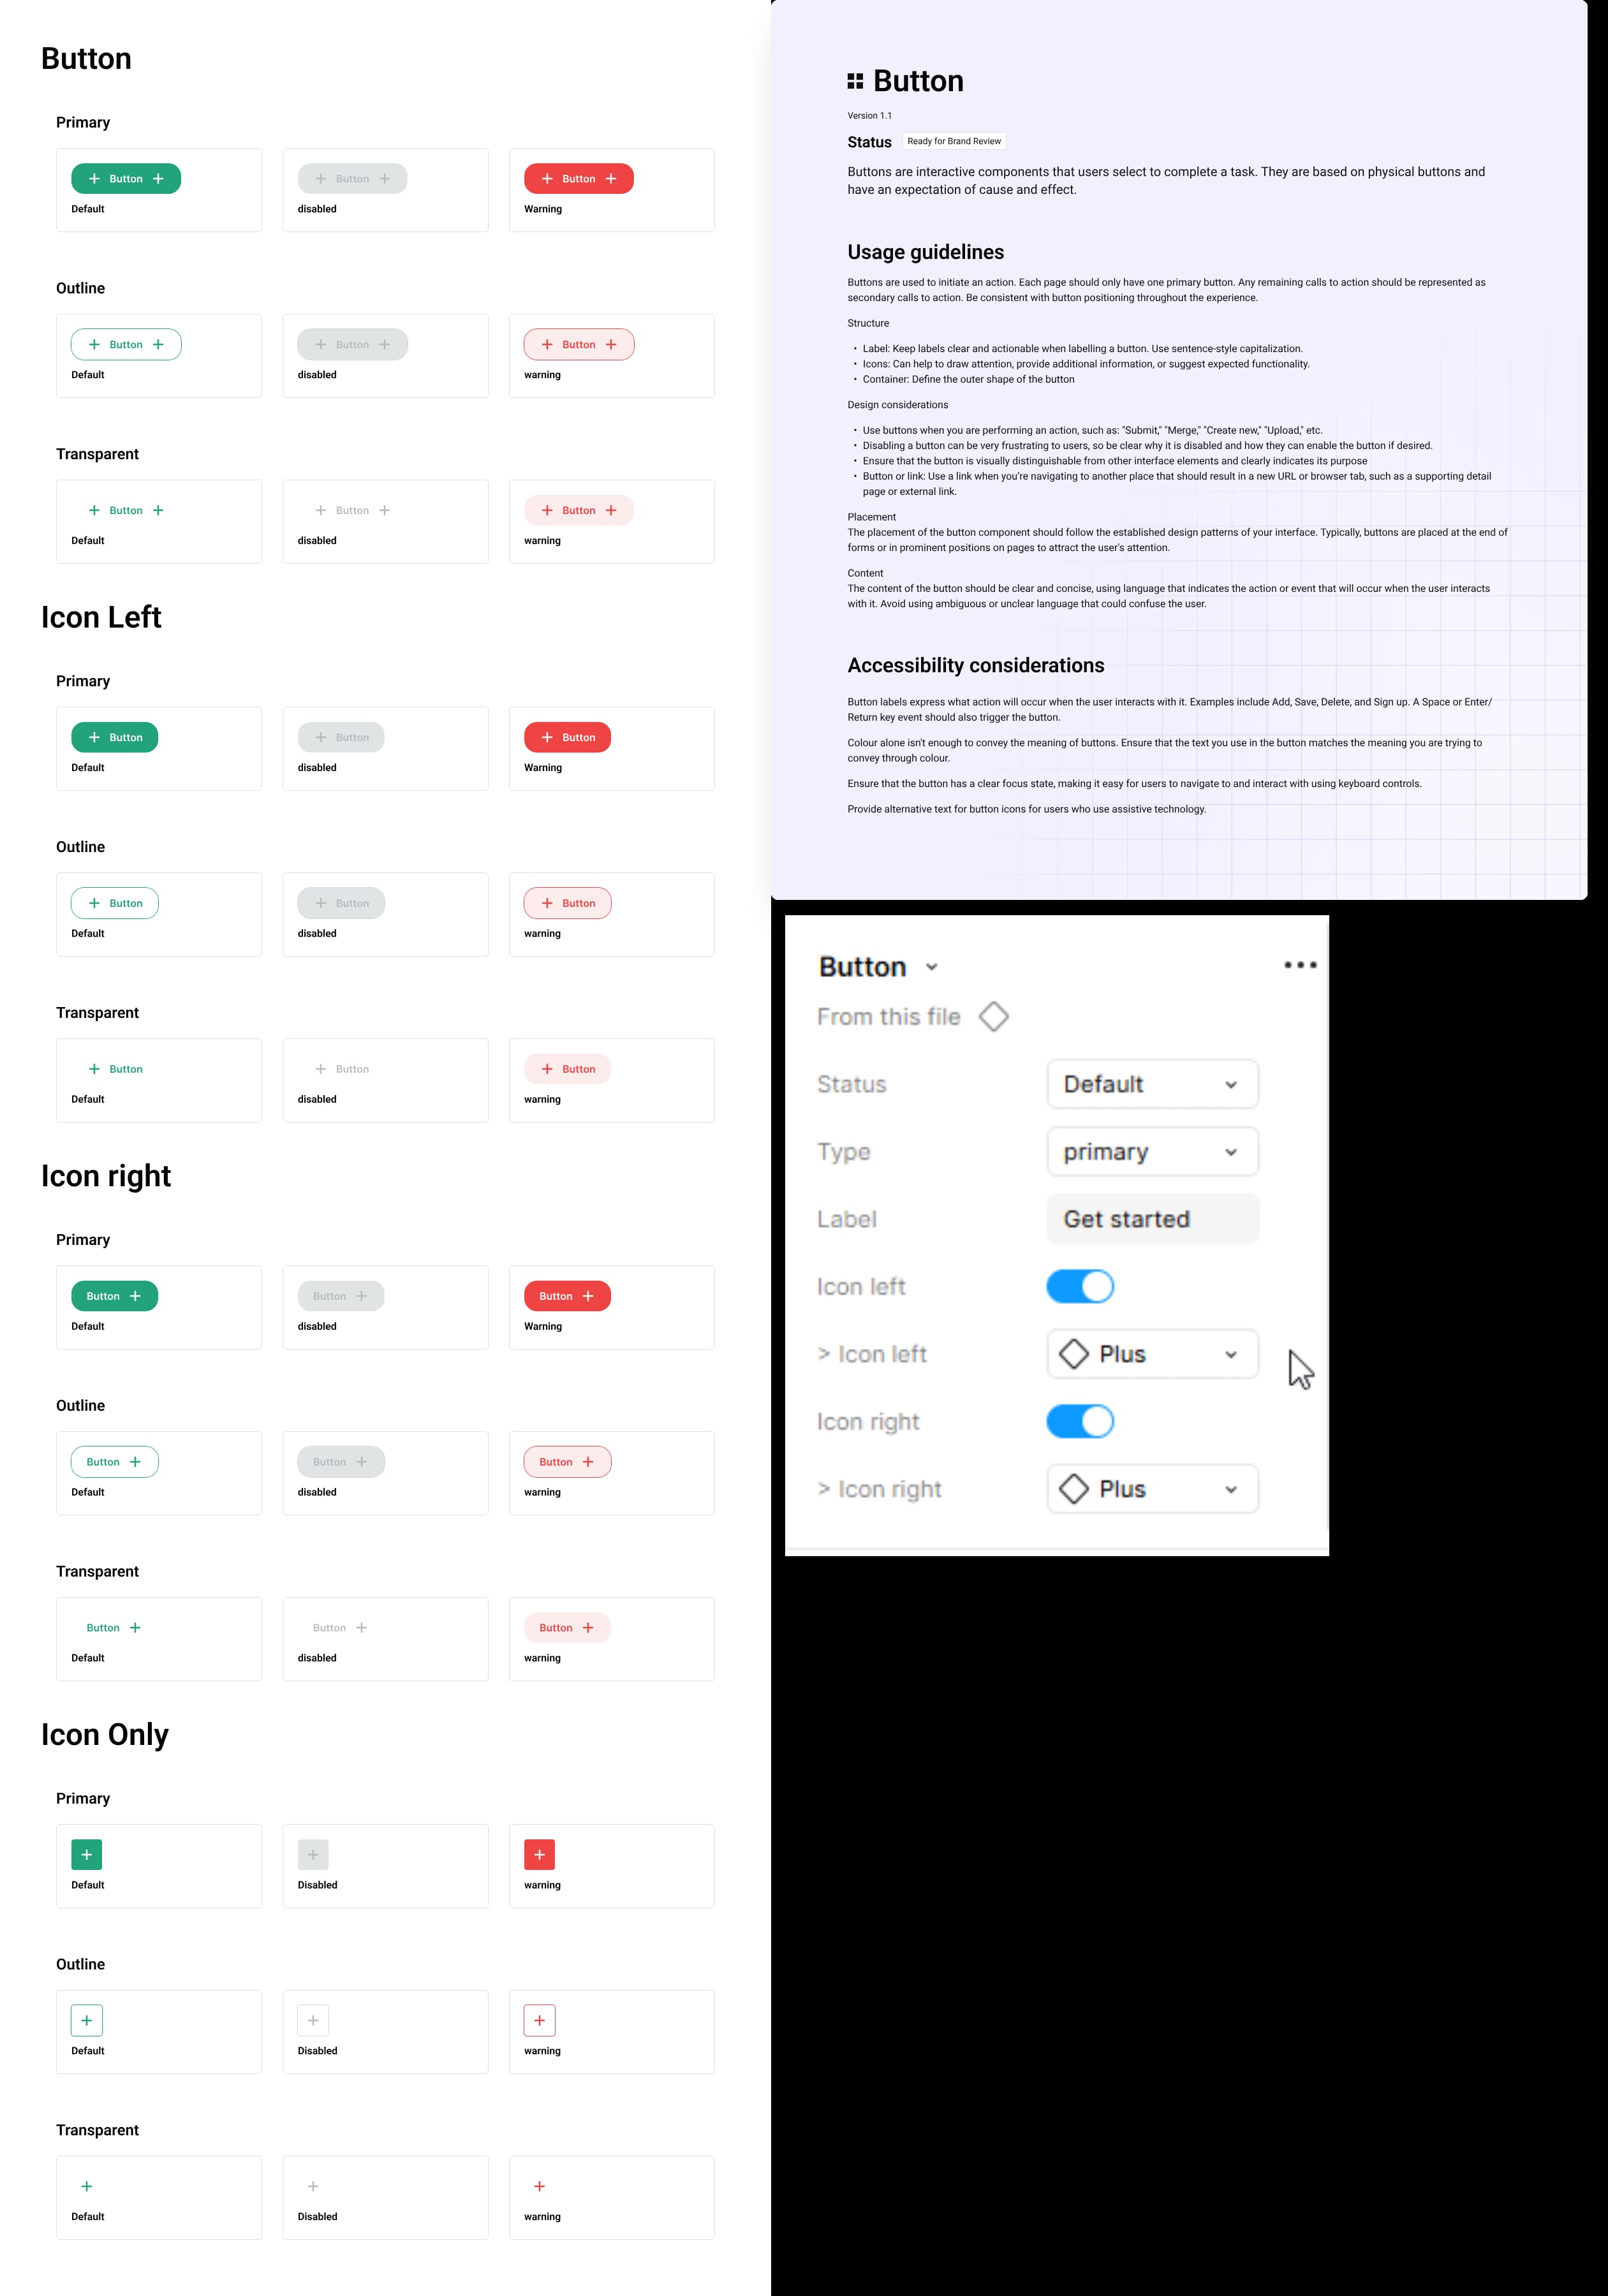 Button
Primary
Button
Default
Button
disabled
Button
Warning
Outline
Button
Default
Button
disabled
Button
warning
Transparent
Button
Default
Button
disabled
Button
warning
Icon Left
Primary
Button
Default
Button
disabled
Button
Warning
Outline
Button
Default
Button
disabled
Button
warning
Transparent
Button
Default
Button
disabled
Button
warning
Icon right
Primary
Button
Default
Button
disabled
Button
Warning
Outline
Button
Default
Button
disabled
Button
warning
Transparent
Button
Default
Button
disabled
Button
warning
Icon Only
Primary
Default
Disabled
warning
Outline
Default
Disabled
warning
Transparent
Default
Disabled
warning
Button
Version 1.1
Status Ready for Brand Review
Buttons are interactive components that users select to complete a task. They are based on physical buttons and
have an expectation of cause and effect.
Usage guidelines
Buttons are used to initiate an action. Each page should only have one primary button. Any remaining calls to action should be represented as
secondary calls to action. Be consistent with button positioning throughout the experience.
Structure
• Label: Keep labels clear and actionable when labelling a button. Use sentence-style capitalization.
• Icons: Can help to draw attention, provide additional information, or suggest expected functionality.
• Container: Define the outer shape of the button
Design considerations
• Use buttons when you are performing an action, such as: "Submit," "Merge," "Create new," "Upload," etc.
• Disabling a button can be very frustrating to users, so be clear why it is disabled and how they can enable the button if desired.
• Ensure that the button is visually distinguishable from other interface elements and clearly indicates its purpose
• Button or link: Use a link when you're navigating to another place that should result in a new URL or browser tab, such as a supporting detail
page or external link.
Placement
The placement of the button component should follow the established design patterns of your interface. Typically, buttons are placed at the end of
forms or in prominent positions on pages to attract the user's attention.
Content
The content of the button should be clear and concise, using language that indicates the action or event that will occur when the user interacts
with it. Avoid using ambiguous or unclear language that could confuse the user.
Accessibility considerations
Button labels express what action will occur when the user interacts with it. Examples include Add, Save, Delete, and Sign up. A Space or Enter/
Return key event should also trigger the button.
Colour alone isn't enough to convey the meaning of buttons. Ensure that the text you use in the button matches the meaning you are trying to
convey through colour.
Ensure that the button has a clear focus state, making it easy for users to navigate to and interact with using keyboard controls.
Provide alternative text for button icons for users who use assistive technology.
Button
From this file
Status Default
Type primary
Label Get started
Icon left
> Icon left Plus
Icon right
> Icon right Plus